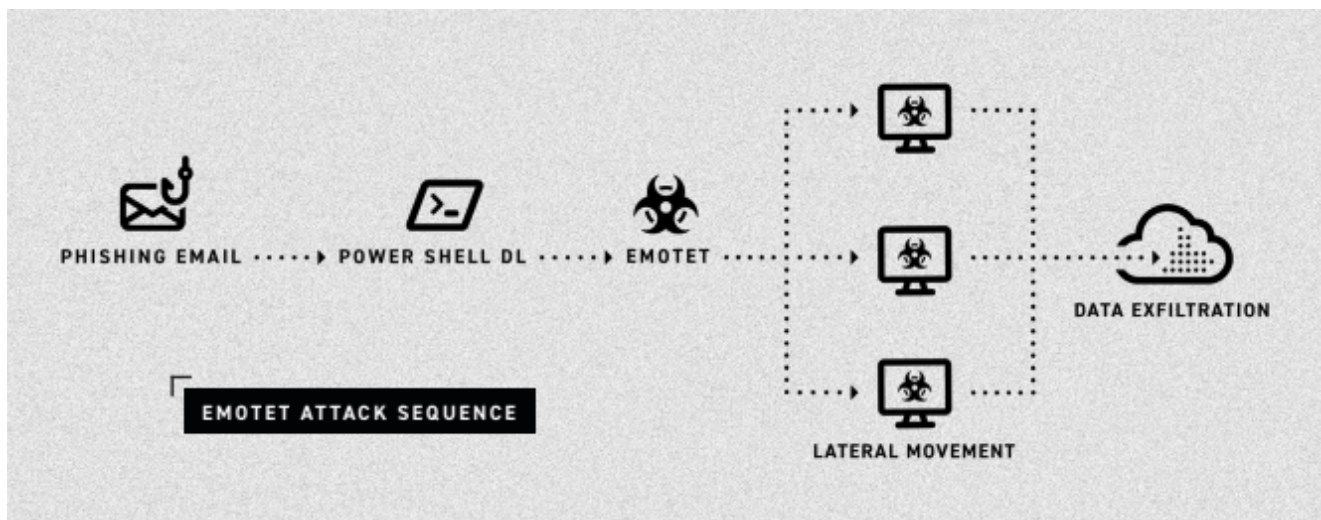 PHISHING EMAIL
POWER SHELL DL
EMOTET
DATA EXFILTRATION
EMOTET ATTACK SEQUENCE
LATERAL MOVEMENT